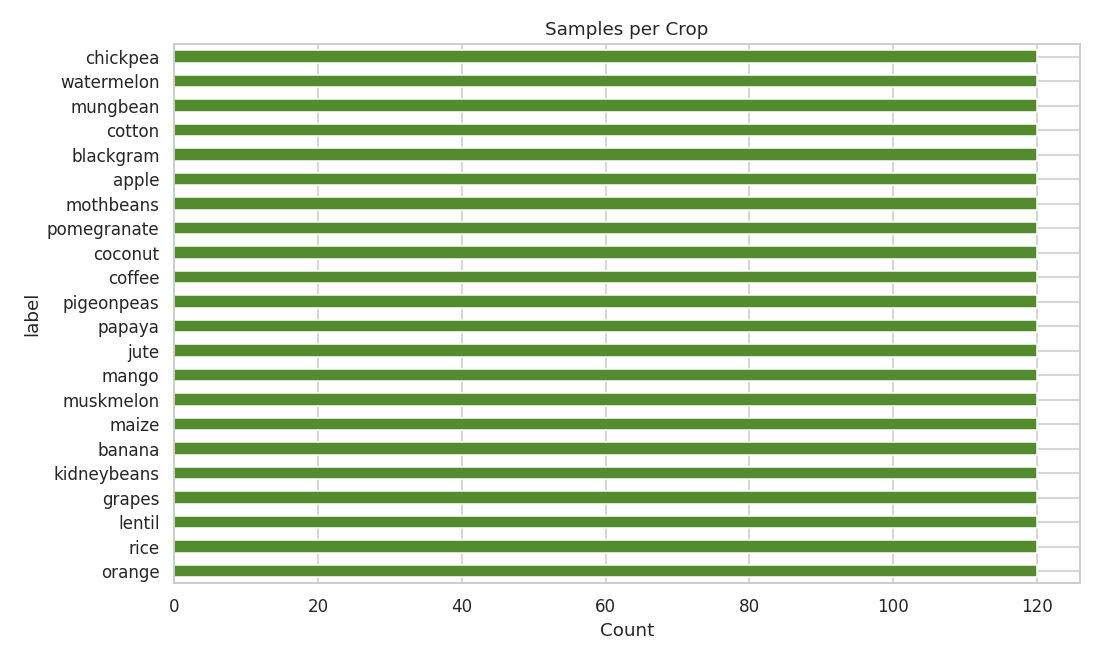 Samples per Crop
chickpea
watermelon
mungbean
cotton
blackgram
apple
mothbeans
pomegranate
coconut
coffee
pigeonpeas
papaya
jute
mango
muskmelon
maize
banana
kidneybeans
grapes
lentil
rice
orange
label
0 20 40 60 80 100 120
Count